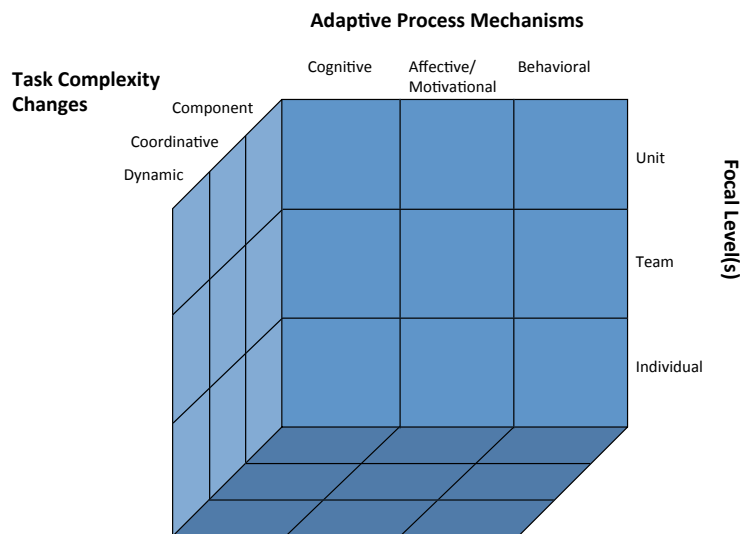 Adaptive Process Mechanisms
Task Complexity
Changes
Cognitive
Affective/
Motivational
Behavioral
Component
Coordinative
Dynamic
Unit
Team
Individual
Focal Level(s)